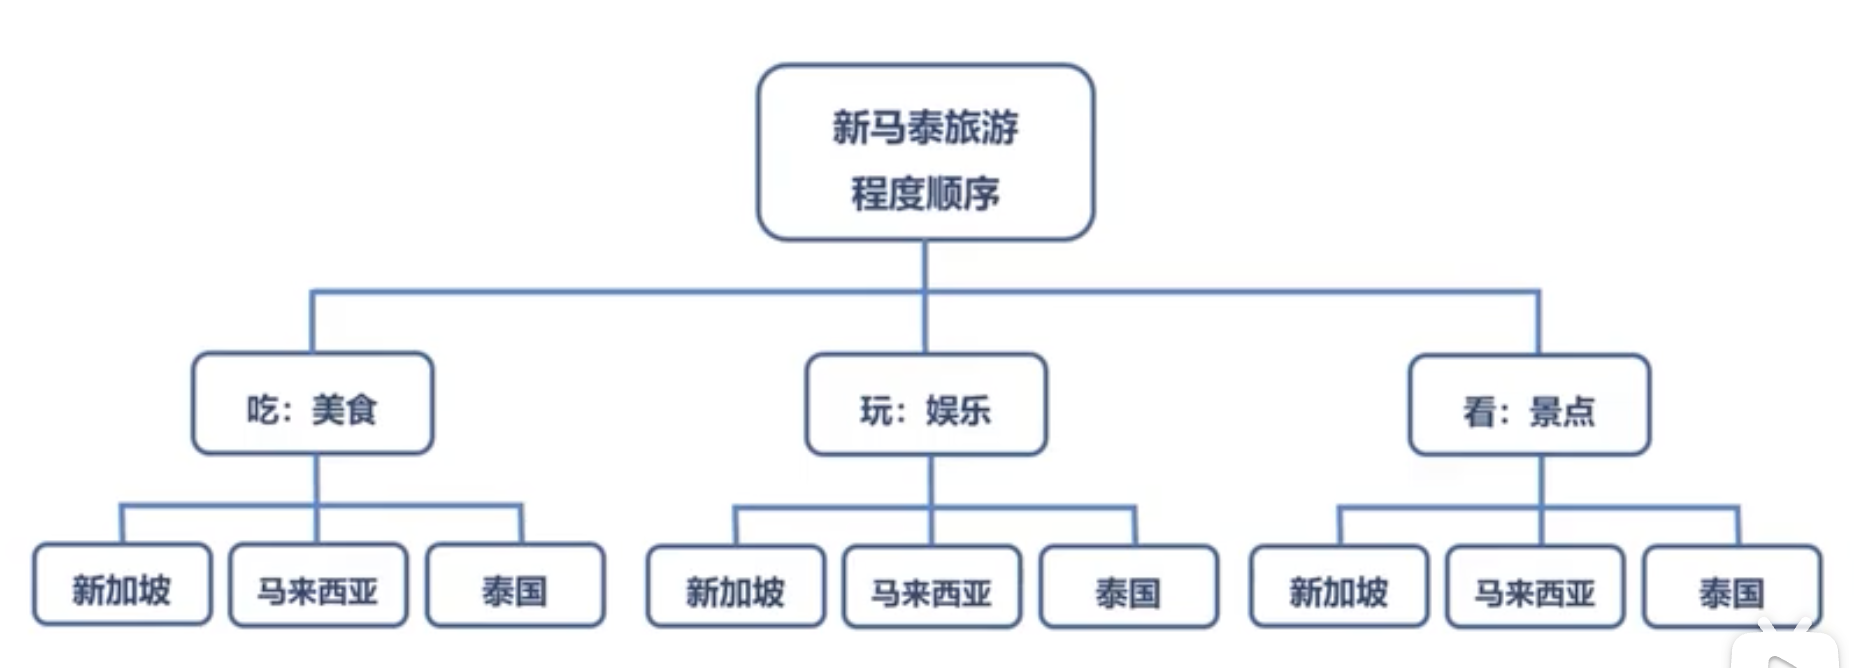 新马泰旅游
程度顺序
吃：美食
玩：娱乐
看：景点
新加坡
马来西亚
泰国
新加坡
马来西亚
泰国
新加坡
马来西亚
泰国